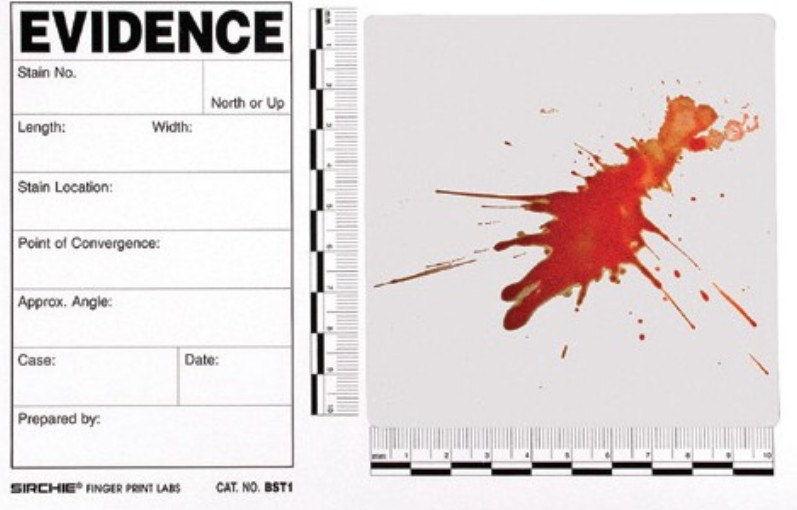 EVIDENCE
Stain No.
North or Up
Length: Width:
Stain Location:
Point of Convergence:
Approx. Angle:
Case: Date:
Prepared by:
SIRCHIE® FINGER PRINT LABS CAT. NO. BST1
mm 1 2 3 4 5 6 7 8 9 10